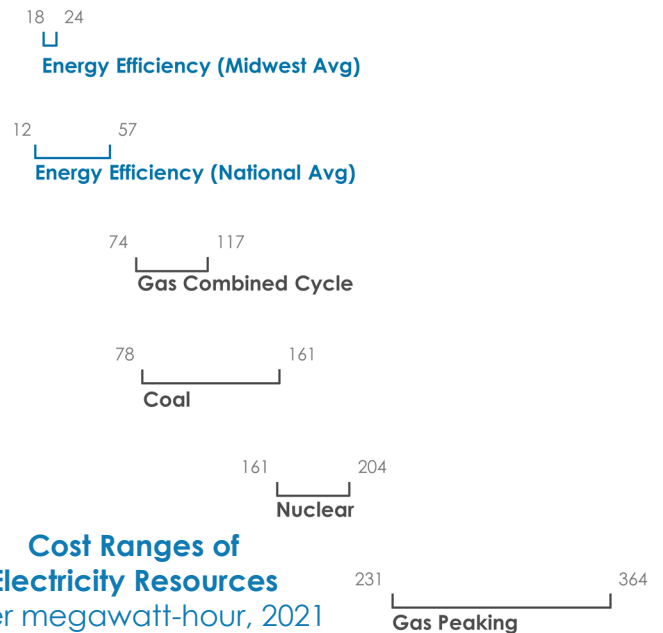 18 24
Energy Efficiency (Midwest Avg)
12 57
Energy Efficiency (National Avg)
74 117
Gas Combined Cycle
78 161
Coal
161 204
Nuclear
Cost Ranges of
Electricity Resources
er megawatt-hour, 2021
231 364
Gas Peaking